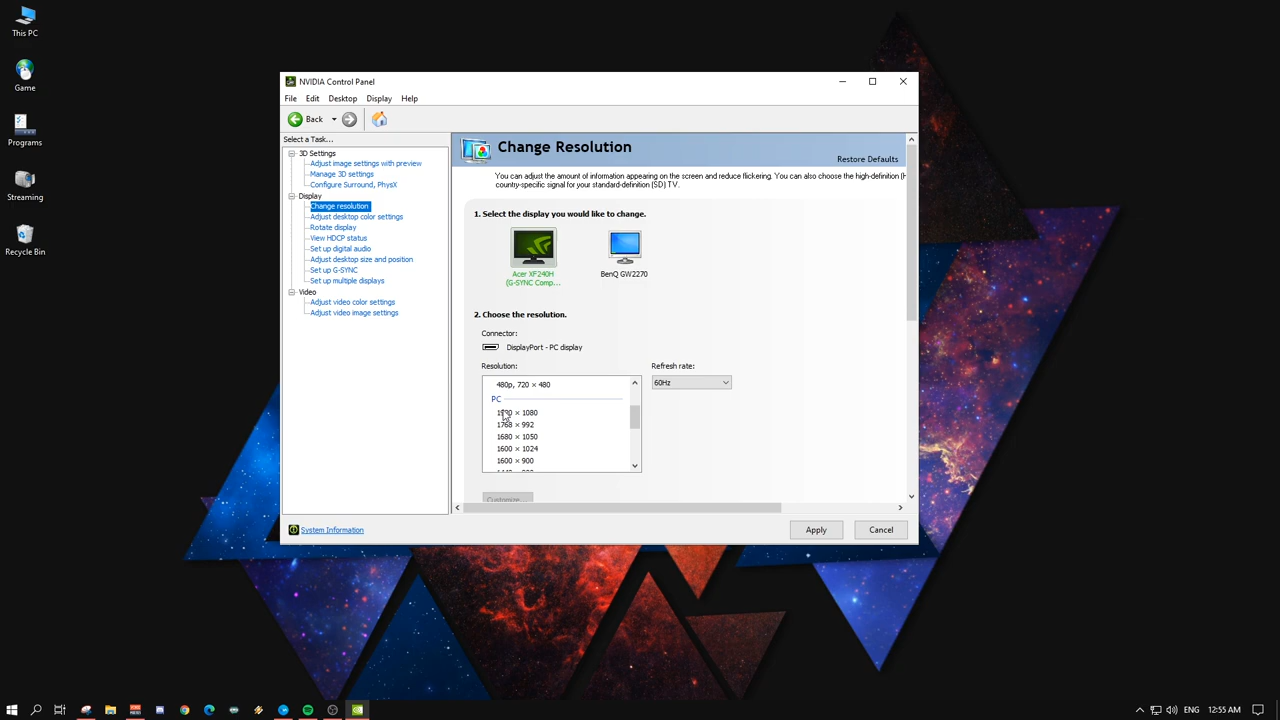 This PC
Game
Programs
Streaming
Recycle Bin
NVIDIA Control Panel
File Edit Desktop Display Help
Back
Select a Task...
3D Settings
Adjust image settings with preview
Manage 3D settings
Configure Surround, PhysX
Display
Change resolution
Adjust desktop color settings
Rotate display
View HDCP status
Set up digital audio
Adjust desktop size and position
Set up G-SYNC
Set up multiple displays
Video
Adjust video color settings
Adjust video image settings
System Information
Change Resolution
Restore Defaults
You can adjust the amount of information appearing on the screen and reduce flickering. You can also choose the high-definition (H
country-specific signal for your standard-definition (SD) TV.
1. Select the display you would like to change.
Acer XF240H
(G-SYNC Comp...
BenQ GW2270
2. Choose the resolution.
Connector:
DisplayPort - PC display
Resolution:
Refresh rate:
480p, 720 × 480
60Hz
PC
1920 × 1080
1768 × 992
1680 × 1050
1600 × 1024
1600 × 900
Customize...
Apply
Cancel
ENG
12:55 AM